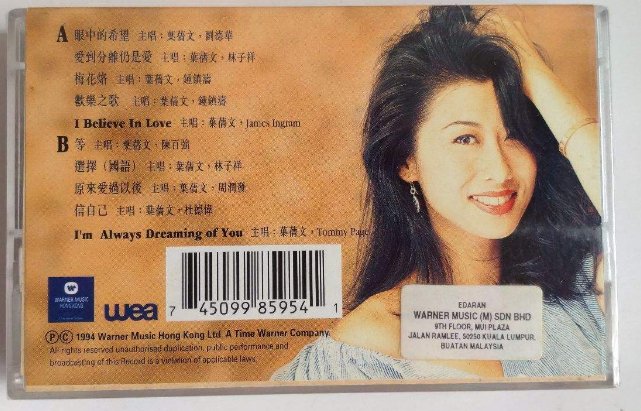 A 眼中的希望 主唱：葉蒨文，劉德華
愛到分離仍是愛 主唱：葉蒨文，林子祥
梅花烙 主唱：葉蒨文，鍾鎮濤
歡樂之歌 主唱：葉蒨文，鍾鎮濤
I Believe In Love 主唱：葉蒨文，James Ingram
B 等 主唱：葉蒨文，陳百強
選擇（國語） 主唱：葉蒨文，林子祥
原來愛過以後 主唱：葉蒨文，周潤發
信自己 主唱：葉蒨文，杜德偉
I'm Always Dreaming of You 主唱：葉蒨文，Tommy Page
WARNER MUSIC
HONG KONG
wea
7 45099 85954 1
Ⓟ Ⓒ 1994 Warner Music Hong Kong Ltd. A Time Warner Company.
All rights reserved unauthorised duplication, public performance and
broadcasting of this Record is a violation of applicable laws.
EDARAN
WARNER MUSIC (M) SDN BHD
9TH FLOOR, MUI PLAZA
JALAN RAMLEE, 50250 KUALA LUMPUR.
BUATAN MALAYSIA